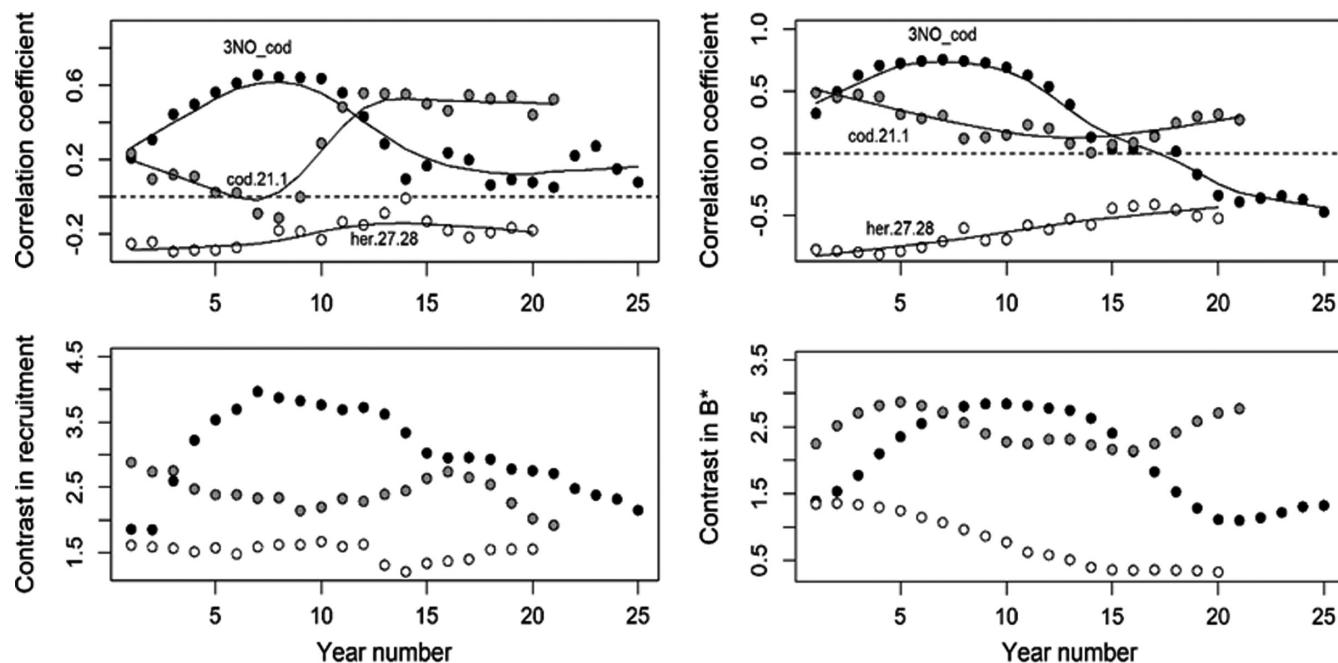 Correlation coefficient
0.6
0.2
-0.2
3NO_cod
cod.21.1
her.27.28
5 10 15 20 25
Correlation coefficient
1.0
0.5
0.0
-0.5
3NO_cod
cod.21.1
her.27.28
5 10 15 20 25
Contrast in recruitment
4.5
3.5
2.5
1.5
5 10 15 20 25
Year number
Contrast in B*
3.5
2.5
1.5
0.5
5 10 15 20 25
Year number